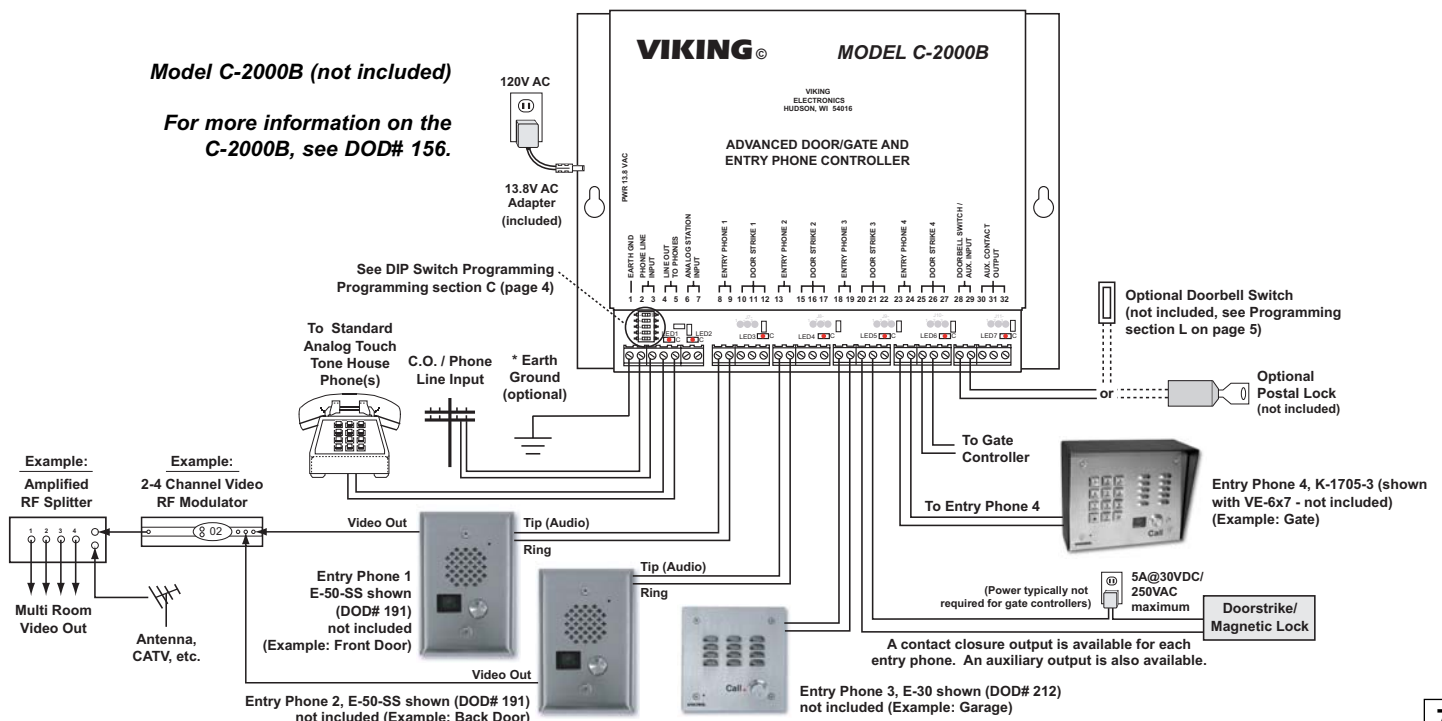 VIKING©
MODEL C-2000B
Model C-2000B (not included)
For more information on the
C-2000B, see DOD# 156.
120V AC
13.8V AC
Adapter
(included)
VIKING
ELECTRONICS
HUDSON, WI 54016
ADVANCED DOOR/GATE AND
ENTRY PHONE CONTROLLER
PWR 13.8 VAC
EARTH GND
PHONE LINE
INPUT
LINE OUT
TO PHONES
ANALOG STATION
INPUT
ENTRY PHONE 1
DOOR STRIKE 1
ENTRY PHONE 2
DOOR STRIKE 2
ENTRY PHONE 3
DOOR STRIKE 3
ENTRY PHONE 4
DOOR STRIKE 4
DOORBELL SWITCH /
AUX. INPUT
AUX. CONTACT
OUTPUT
1 2 3 4 5 6 7 8 9 10 11 12 13 15 16 17 18 19 20 21 22 23 24 25 26 27 28 29 30 31 32
LED1 C LED2 C LED3 C LED4 C LED5 C LED6 C LED7 C
See DIP Switch Programming
Programming section C (page 4)
To Standard
Analog Touch
Tone House
Phone(s)
C.O. / Phone
Line Input
* Earth
Ground
(optional)
Optional Doorbell Switch
(not included, see Programming
section L on page 5)
or
Optional
Postal Lock
(not included)
To Gate
Controller
To Entry Phone 4
Call
Entry Phone 4, K-1705-3 (shown
with VE-6x7 - not included)
(Example: Gate)
Example:
Amplified
RF Splitter
1 2 3 4
Example:
2-4 Channel Video
RF Modulator
02
Multi Room
Video Out
Antenna,
CATV, etc.
Video Out
Tip (Audio)
Ring
Entry Phone 1
E-50-SS shown
(DOD# 191)
not included
(Example: Front Door)
Tip (Audio)
Ring
Video Out
Entry Phone 2, E-50-SS shown (DOD# 191)
not included (Example: Back Door)
Call
VIKING
Entry Phone 3, E-30 shown (DOD# 212)
not included (Example: Garage)
(Power typically not
required for gate controllers)
5A@30VDC/
250VAC
maximum
Doorstrike/
Magnetic Lock
A contact closure output is available for each
entry phone. An auxiliary output is also available.